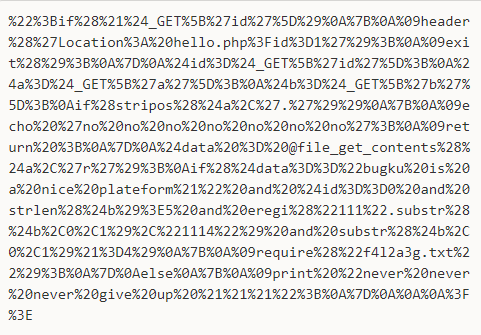 %22%3Bif%28%21%24_GET%5B%27id%27%5D%29%0A%7B%0A%09header
%28%27Location%3A%20hello.php%3Fid%3D1%27%29%3B%0A%09exi
t%28%29%3B%0A%7D%0A%24id%3D%24_GET%5B%27id%27%5D%3B%0A%2
4a%3D%24_GET%5B%27a%27%5D%3B%0A%24b%3D%24_GET%5B%27b%27%
5D%3B%0Aif%28stripos%28%24a%2C%27.%27%29%29%0A%7B%0A%09e
cho%20%27no%20no%20no%20no%20no%20no%20no%27%3B%0A%09ret
urn%20%3B%0A%7D%0A%24data%20%3D%20@file_get_contents%28%
24a%2C%27r%27%29%3B%0Aif%28%24data%3D%3D%22bugku%20is%20
a%20nice%20plateform%21%22%20and%20%24id%3D%3D0%20and%20
strlen%28%24b%29%3E5%20and%20eregi%28%22111%22.substr%28
%24b%2C0%2C1%29%2C%221114%22%29%20and%20substr%28%24b%2C
0%2C1%29%21%3D4%29%0A%7B%0A%09require%28%22f4l2a3g.txt%2
2%29%3B%0A%7D%0Aelse%0A%7B%0A%09print%20%22never%20never
%20never%20give%20up%20%21%21%21%22%3B%0A%7D%0A%0A%0A%3F
%3E